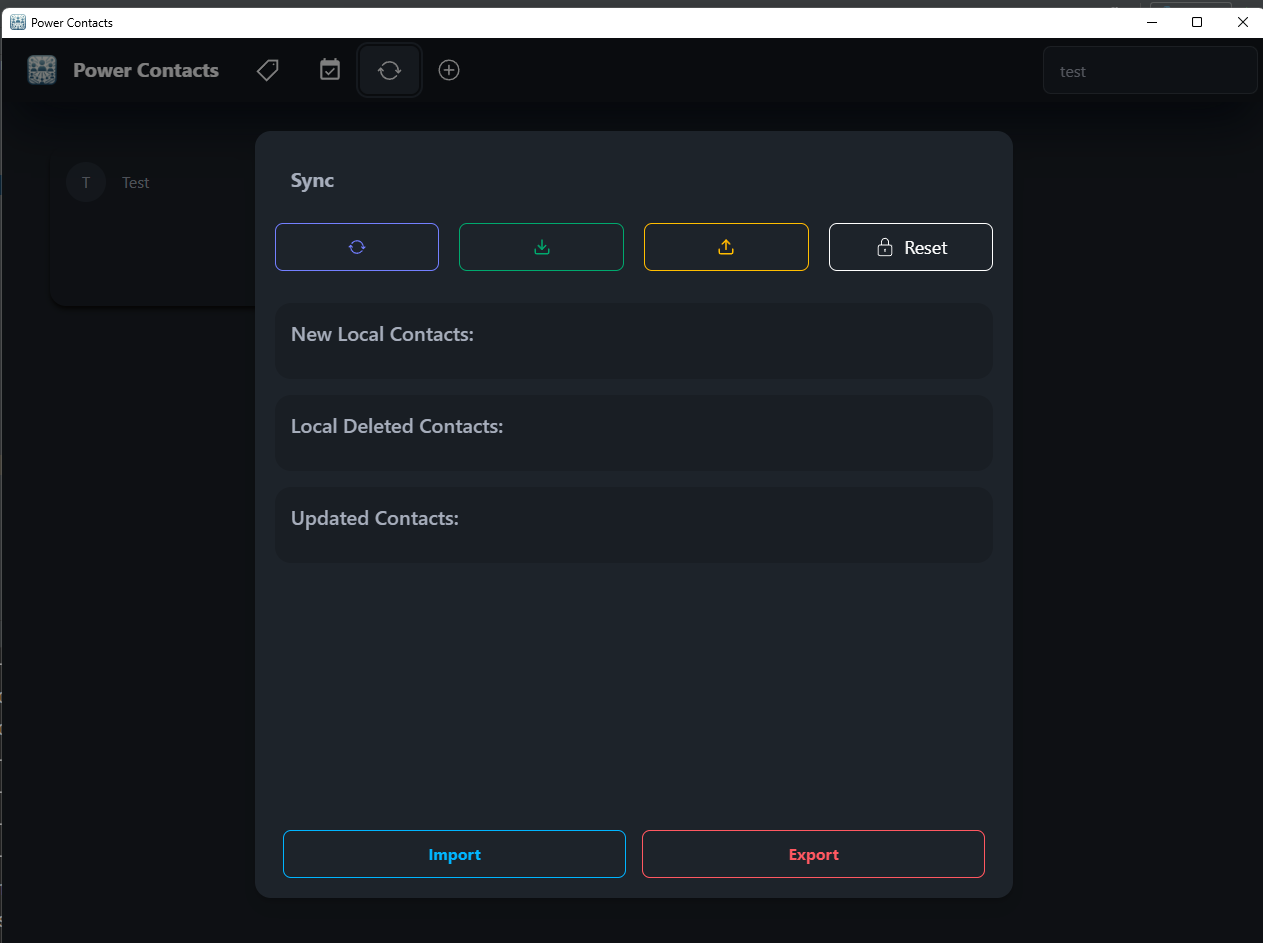 Power Contacts
Power Contacts
test
T
Test
Sync
Reset
New Local Contacts:
Local Deleted Contacts:
Updated Contacts:
Import
Export